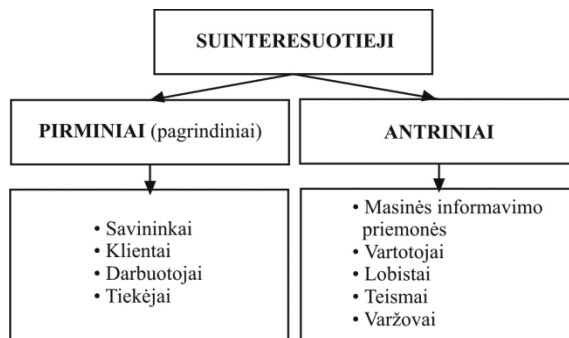 SUINTERESUOTIEJI
PIRMINIAI (pagrindiniai)
ANTRINIAI
• Savininkai
• Klientai
• Darbuotojai
• Tiekėjai
• Masinės informavimo
priemonės
• Vartotojai
• Lobistai
• Teismai
• Varžovai